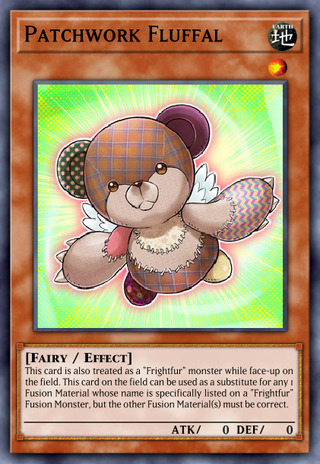 PATCHWORK FLUFFAL
EARTH
地
[FAIRY / EFFECT]
This card is also treated as a "Frightfur" monster while face-up on
the field. This card on the field can be used as a substitute for any 1
Fusion Material whose name is specifically listed on a "Frightfur"
Fusion Monster, but the other Fusion Material(s) must be correct.
ATK/ 0 DEF/ 0